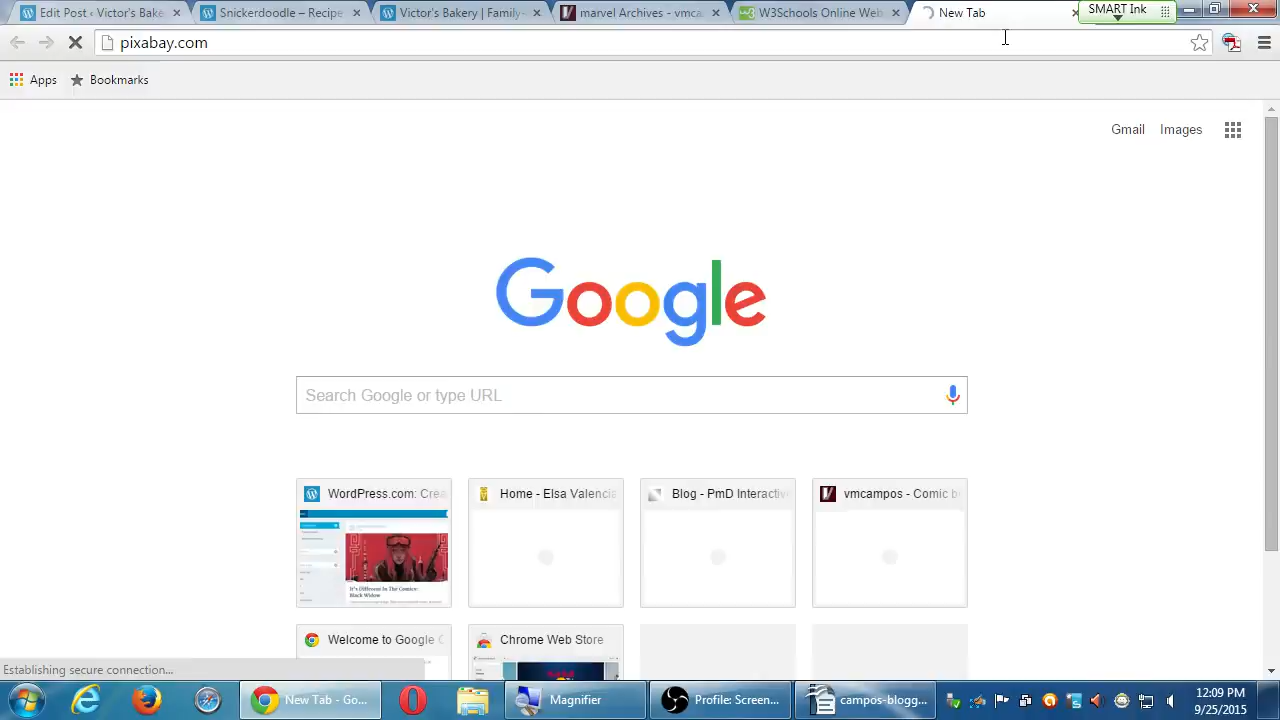 Edit Post ‹ Victor's Bake
Snickerdoodle – Recipe
Victor's Bakery | Family-
marvel Archives - vmca
W3Schools Online Web
New Tab
SMART Ink
pixabay.com
Apps
Bookmarks
Gmail
Images
Google
Search Google or type URL
WordPress.com: Crea
Home - Elsa Valencia
Blog - PmD Interactiv
vmcampos - Comic b
It's Different In The Comics:
Black Widow
Welcome to Google C
Chrome Web Store
Establishing secure connection...
New Tab - Go...
Magnifier
Profile: Screen...
campos-blogg...
12:09 PM
9/25/2015